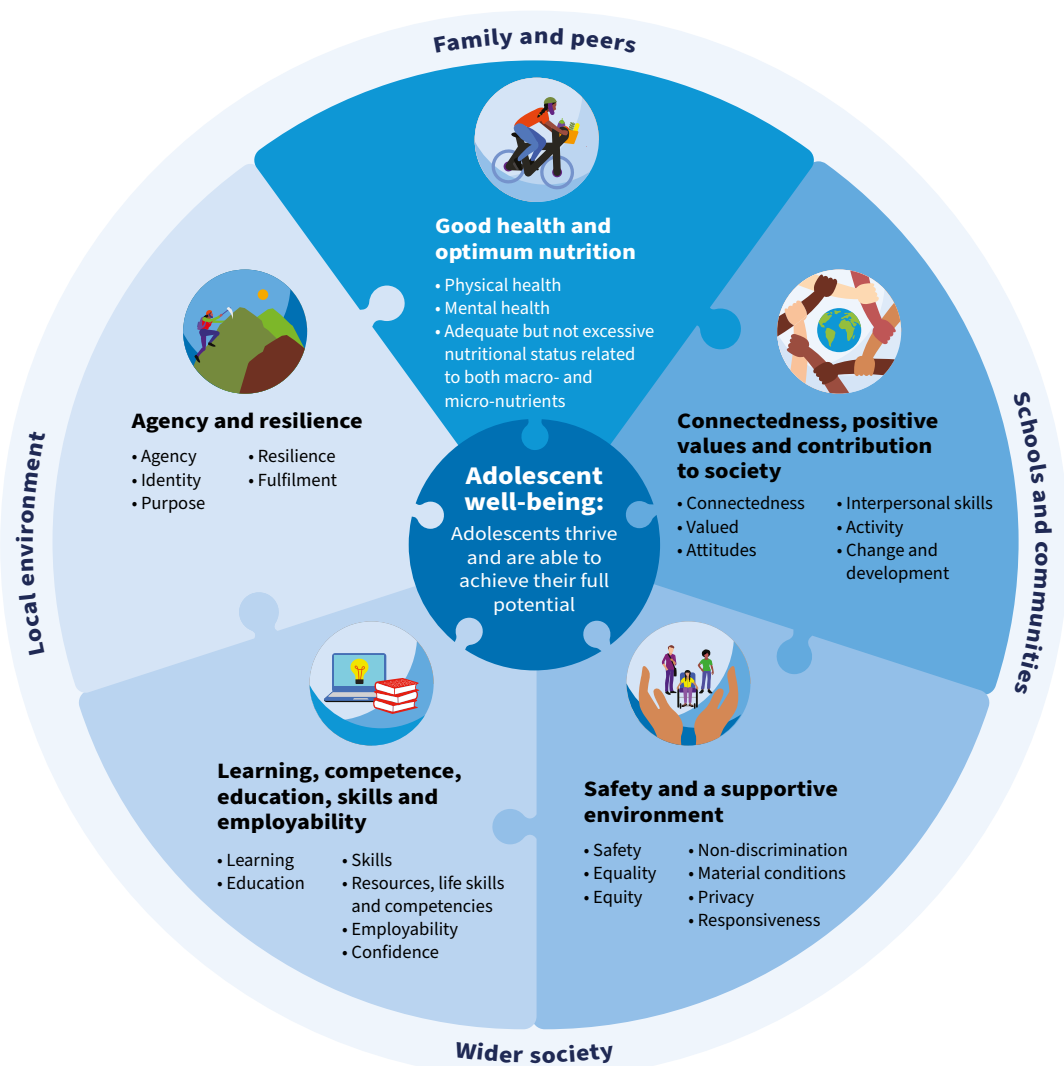 Family and peers
Good health and
optimum nutrition
• Physical health
• Mental health
• Adequate but not excessive
nutritional status related
to both macro- and
micro-nutrients
Connectedness, positive
values and contribution
to society
• Connectedness
• Valued
• Attitudes
• Interpersonal skills
• Activity
• Change and
development
Schools and communities
Safety and a supportive
environment
• Safety
• Equality
• Equity
• Non-discrimination
• Material conditions
• Privacy
• Responsiveness
Wider society
Learning, competence,
education, skills and
employability
• Learning
• Education
• Skills
• Resources, life skills
and competencies
• Employability
• Confidence
Local environment
Agency and resilience
• Agency
• Identity
• Purpose
• Resilience
• Fulfilment
Adolescent
well-being:
Adolescents thrive
and are able to
achieve their full
potential